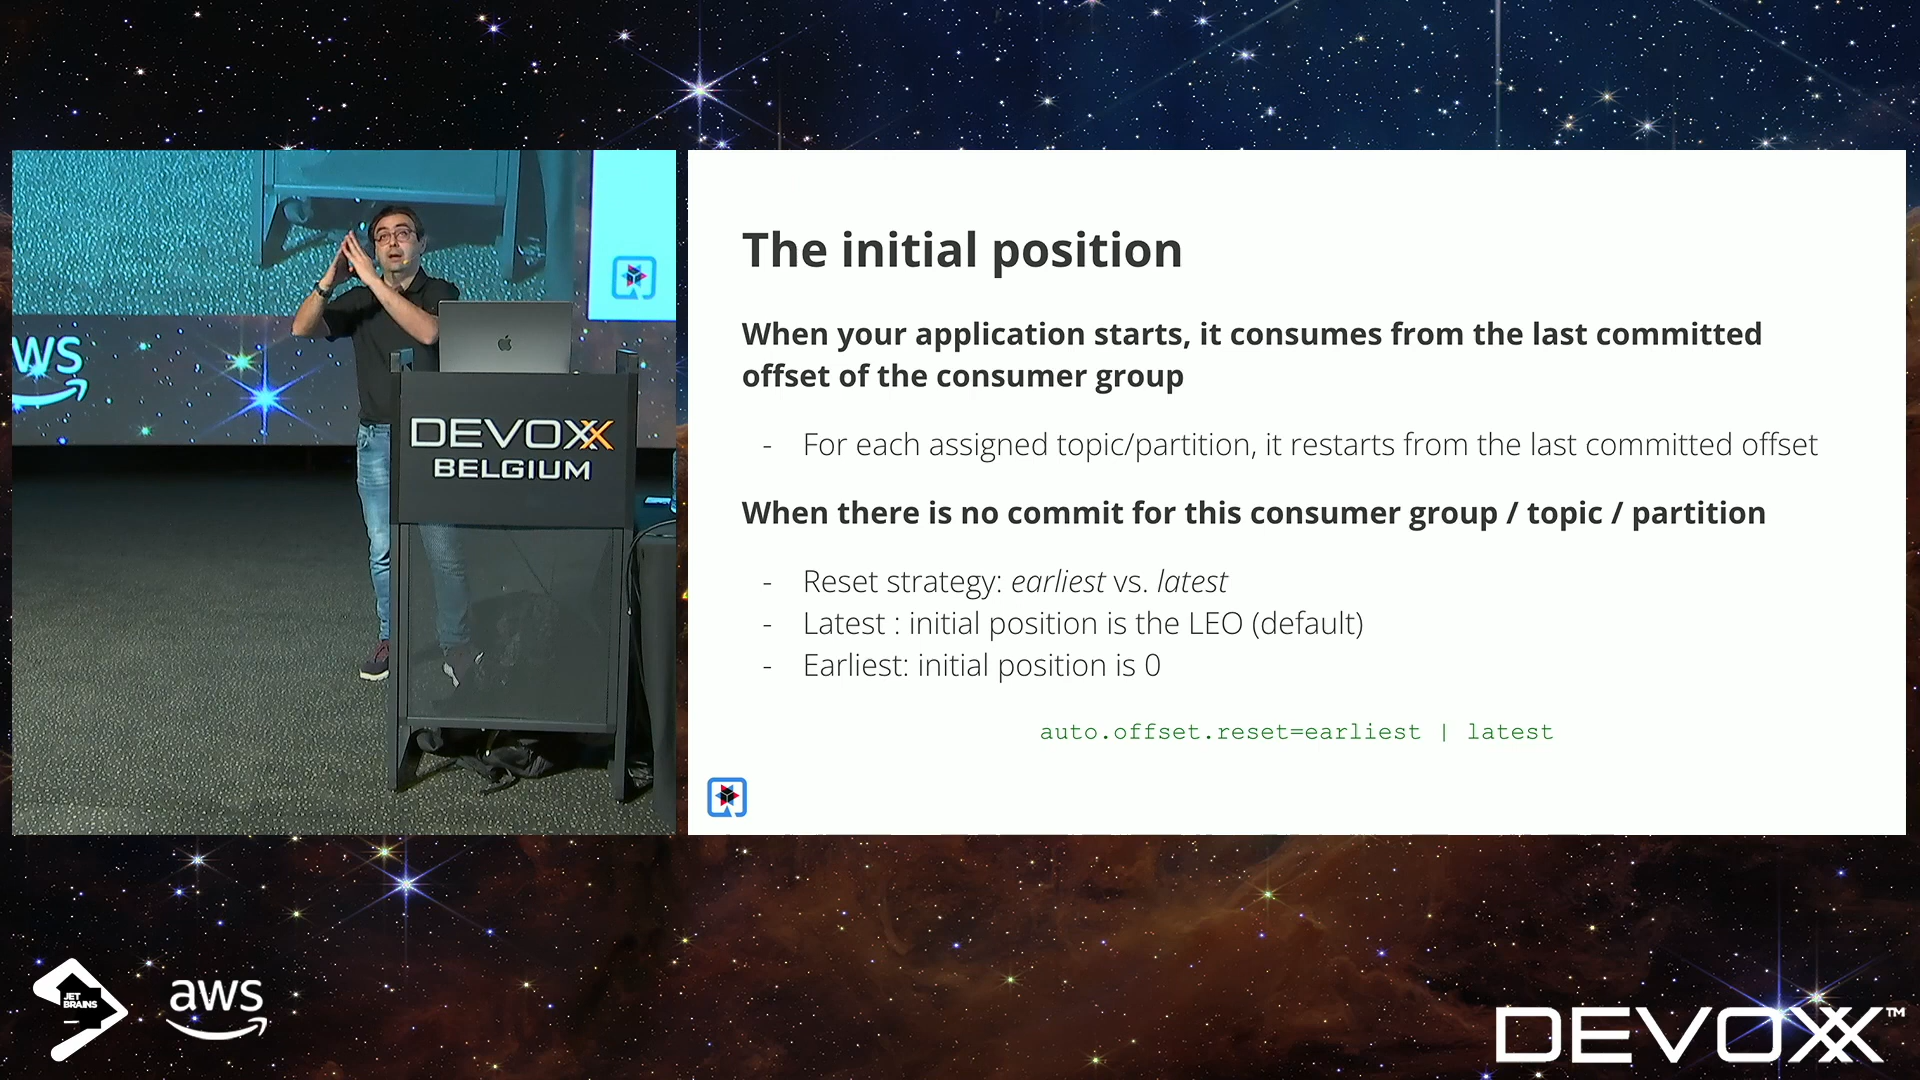 WS
DEVOXX
BELGIUM
The initial position
When your application starts, it consumes from the last committed
offset of the consumer group
- For each assigned topic/partition, it restarts from the last committed offset
When there is no commit for this consumer group / topic / partition
- Reset strategy: earliest vs. latest
- Latest : initial position is the LEO (default)
- Earliest: initial position is 0
auto.offset.reset=earliest | latest
JET
BRAINS
aws
DEVOXX™